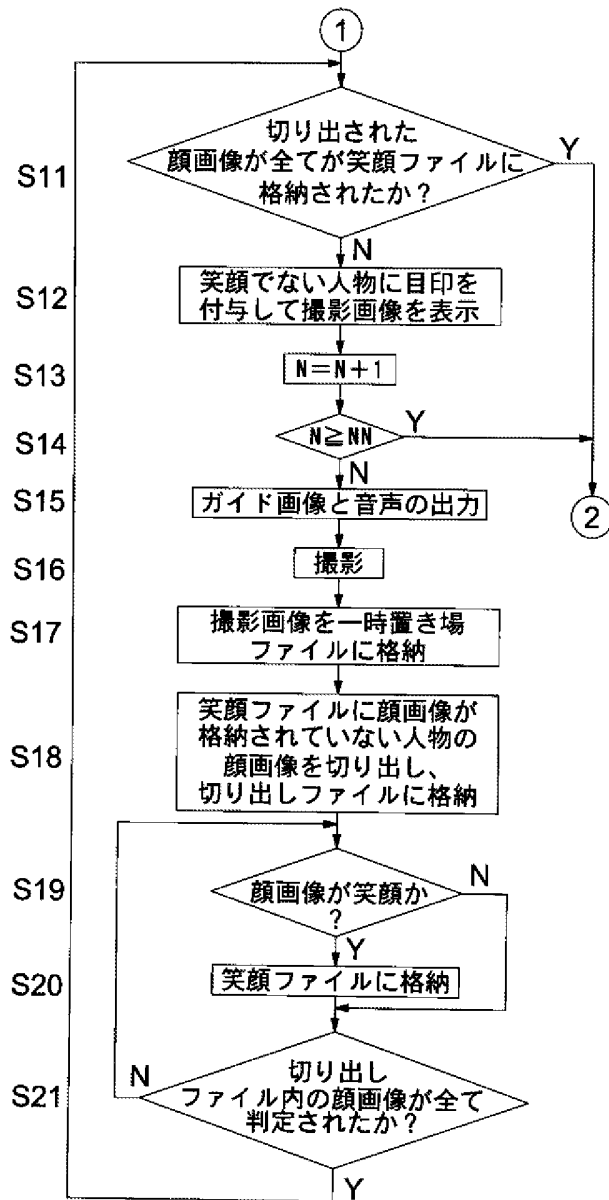 1
切り出された
顔画像が全てが笑顔ファイルに
格納されたか?
Y
S11
N
笑顔でない人物に目印を
付与して撮影画像を表示
S12
N=N+1
S13
N≧NN
Y
S14
N
ガイド画像と音声の出力
S15
2
撮影
S16
撮影画像を一時置き場
ファイルに格納
S17
笑顔ファイルに顔画像が
格納されていない人物の
顔画像を切り出し、
切り出しファイルに格納
S18
顔画像が笑顔か
?
N
S19
Y
笑顔ファイルに格納
S20
切り出し
ファイル内の顔画像が全て
判定されたか?
N
S21
Y